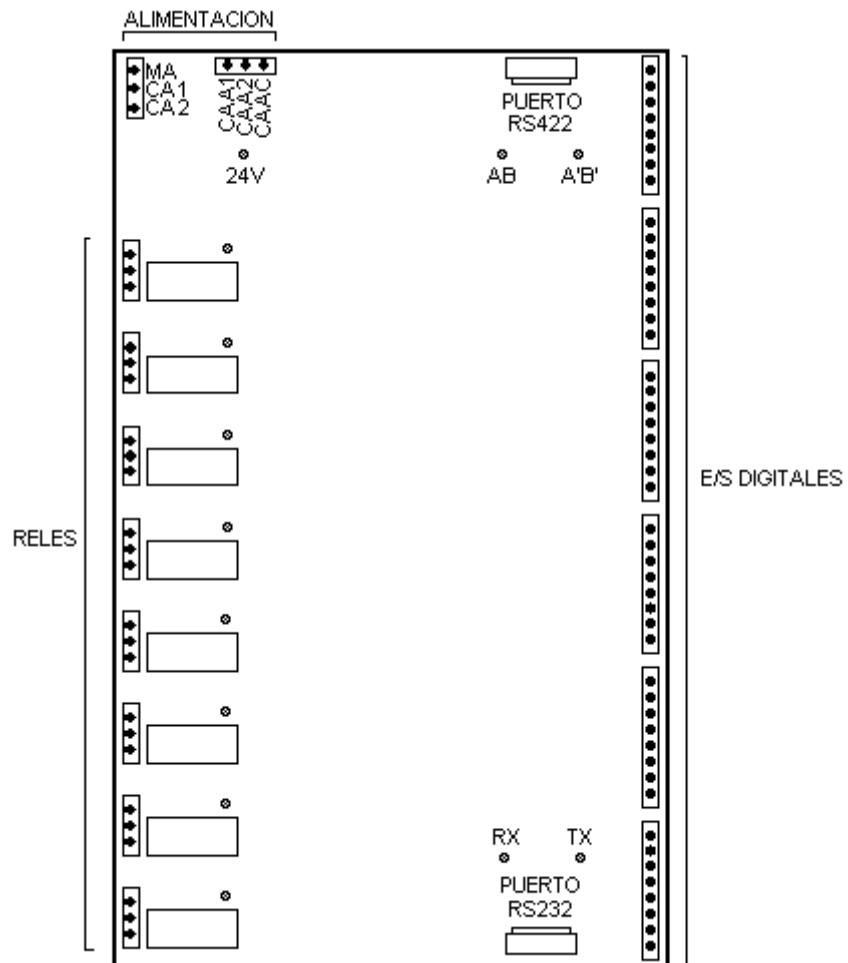 ALIMENTACION
MA
CA1
CA2
CAA1
CAA2
CAAC
24V
PUERTO
RS422
AB
A'B'
RELES
E/S DIGITALES
RX
TX
PUERTO
RS232